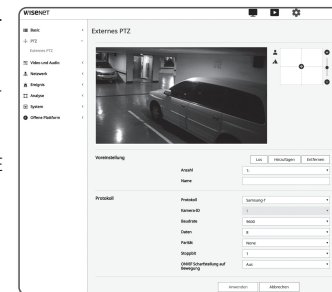 WISENET
Basic
PTZ
Externes PTZ
Video und Audio
Netzwerk
Ereignis
Analyse
System
Offene Plattform
Externes PTZ
Voreinstellung
Los Hinzufügen Entfernen
Anzahl 1:
Name
Protokoll
Protokoll Samsung-T
Kamera-ID 1
Baudrate 9600
Daten 8
Parität None
Stoppbit 1
ONVIF Scharfstellung auf Bewegung Aus
Anwenden Abbrechen